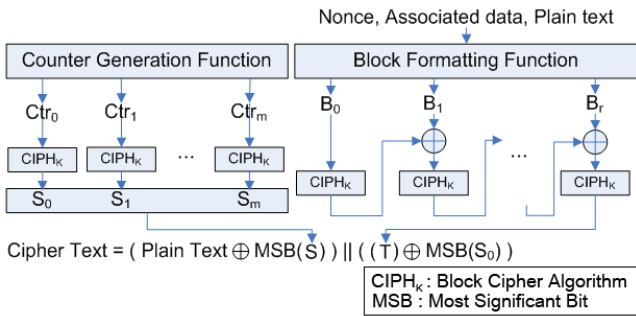 Nonce, Associated data, Plain text
Counter Generation Function
Block Formatting Function
Ctr₀ Ctr₁ Ctrₘ
B₀ B₁ Bᵣ
CIPHₖ CIPHₖ ... CIPHₖ
CIPHₖ CIPHₖ ... CIPHₖ
S₀ S₁ Sₘ
Cipher Text = ( Plain Text ⊕ MSB(S) ) || ( (T) ⊕ MSB(S₀) )
CIPHₖ : Block Cipher Algorithm
MSB : Most Significant Bit